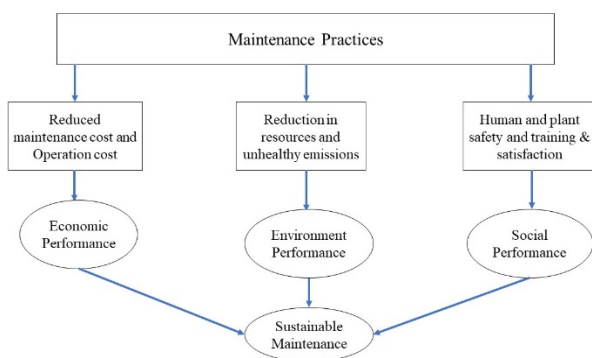 Maintenance Practices
Reduced
maintenance cost and
Operation cost
Reduction in
resources and
unhealthy emissions
Human and plant
safety and training &
satisfaction
Economic
Performance
Environment
Performance
Social
Performance
Sustainable
Maintenance